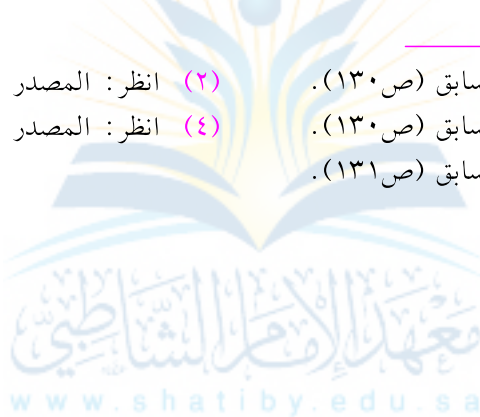 سابق (ص١٣٠). (٢) انظر: المصدر
سابق (ص١٣٠). (٤) انظر: المصدر
سابق (ص١٣١).
معهد الإمام الشاطبي
www.shatiby.edu.sa